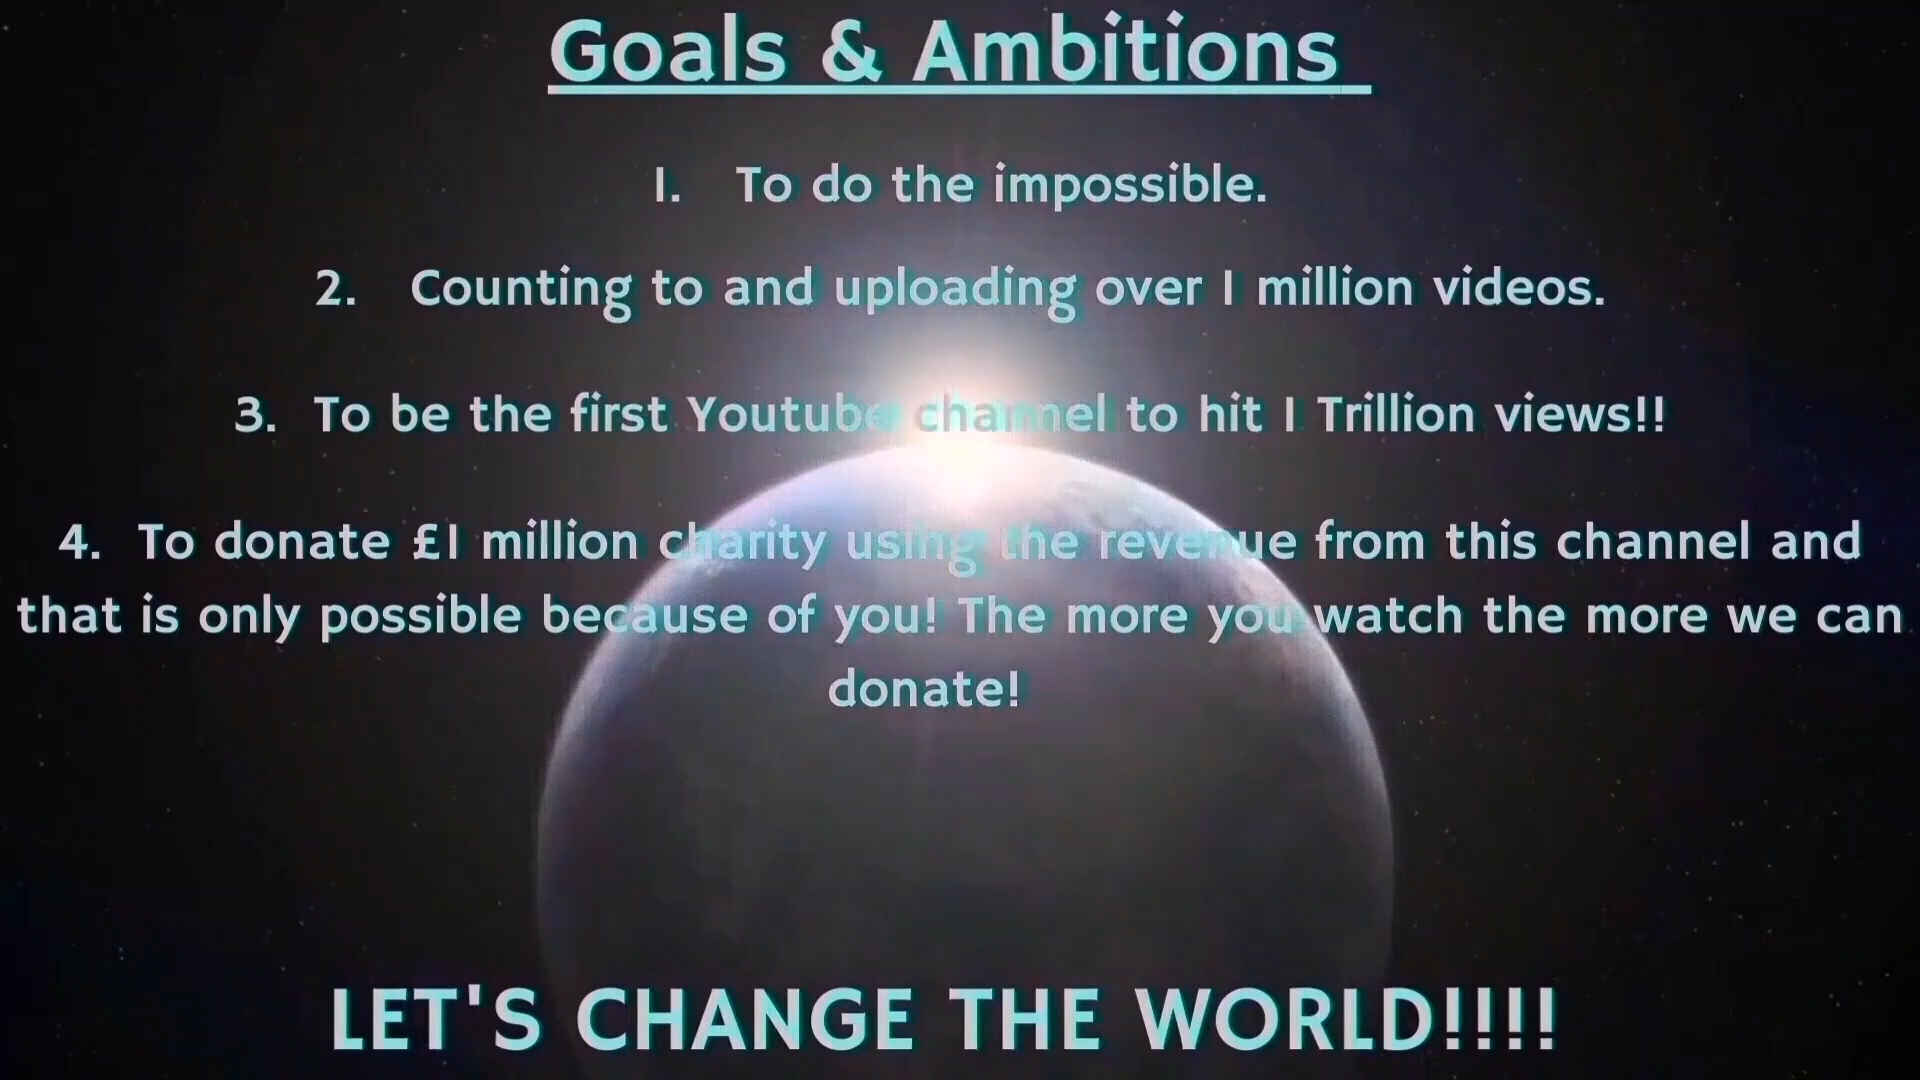 Goals & Ambitions
1. To do the impossible.
2. Counting to and uploading over 1 million videos.
3. To be the first Youtube channel to hit 1 Trillion views!!
4. To donate £1 million charity using the revenue from this channel and
that is only possible because of you! The more you watch the more we can
donate!
LET'S CHANGE THE WORLD!!!!